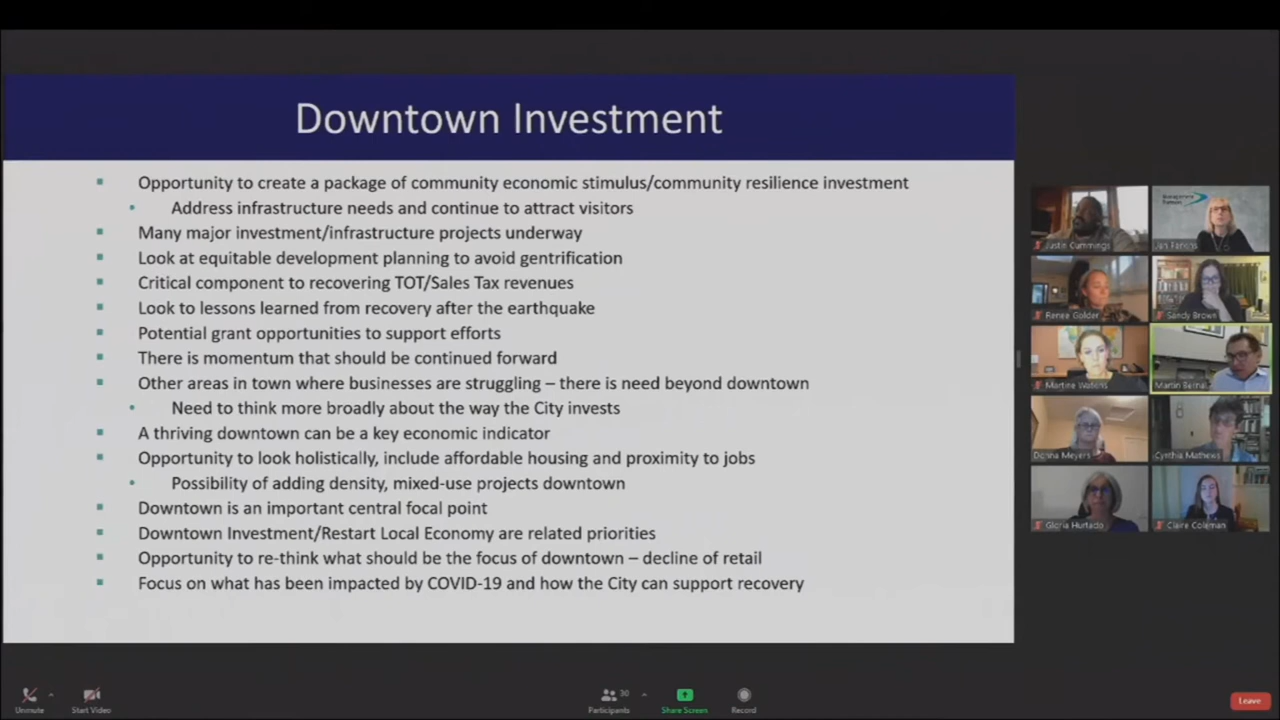 Downtown Investment
Opportunity to create a package of community economic stimulus/community resilience investment
Address infrastructure needs and continue to attract visitors
Many major investment/infrastructure projects underway
Look at equitable development planning to avoid gentrification
Critical component to recovering TOT/Sales Tax revenues
Look to lessons learned from recovery after the earthquake
Potential grant opportunities to support efforts
There is momentum that should be continued forward
Other areas in town where businesses are struggling – there is need beyond downtown
Need to think more broadly about the way the City invests
A thriving downtown can be a key economic indicator
Opportunity to look holistically, include affordable housing and proximity to jobs
Possibility of adding density, mixed-use projects downtown
Downtown is an important central focal point
Downtown Investment/Restart Local Economy are related priorities
Opportunity to re-think what should be the focus of downtown – decline of retail
Focus on what has been impacted by COVID-19 and how the City can support recovery
Management
Partners
Justin Cummings
Jan
Renee Golder
Sandy Brown
Martine Watkins
Martin Bernal
Donna Meyers
Cynthia Mathews
Gloria Hurtado
Claire Coleman
Unmute
Start Video
30
Participants
Share Screen
Record
Leave